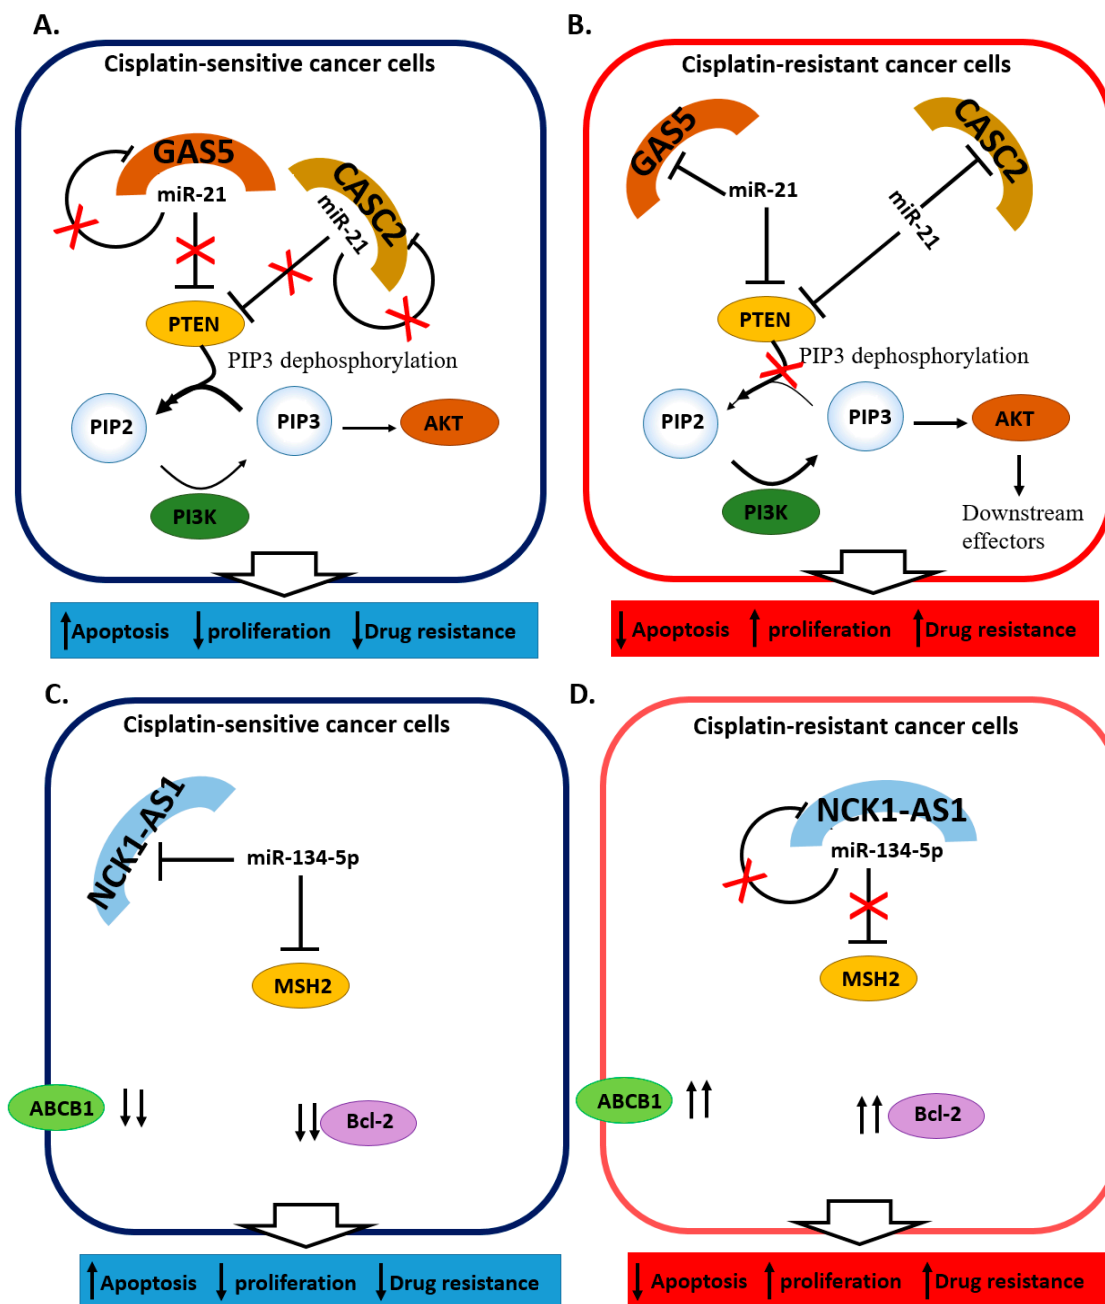 A.
Cisplatin-sensitive cancer cells
GAS5
miR-21
CASC2
miR-21
PTEN
PIP3 dephosphorylation
PIP2
PIP3
AKT
PI3K
Apoptosis proliferation Drug resistance
B.
Cisplatin-resistant cancer cells
GAS5
CASC2
miR-21
miR-21
PTEN
PIP3 dephosphorylation
PIP2
PIP3
AKT
PI3K
Downstream
effectors
Apoptosis proliferation Drug resistance
C.
Cisplatin-sensitive cancer cells
NCK1-AS1
miR-134-5p
MSH2
ABCB1
Bcl-2
Apoptosis proliferation Drug resistance
D.
Cisplatin-resistant cancer cells
NCK1-AS1
miR-134-5p
MSH2
ABCB1
Bcl-2
Apoptosis proliferation Drug resistance